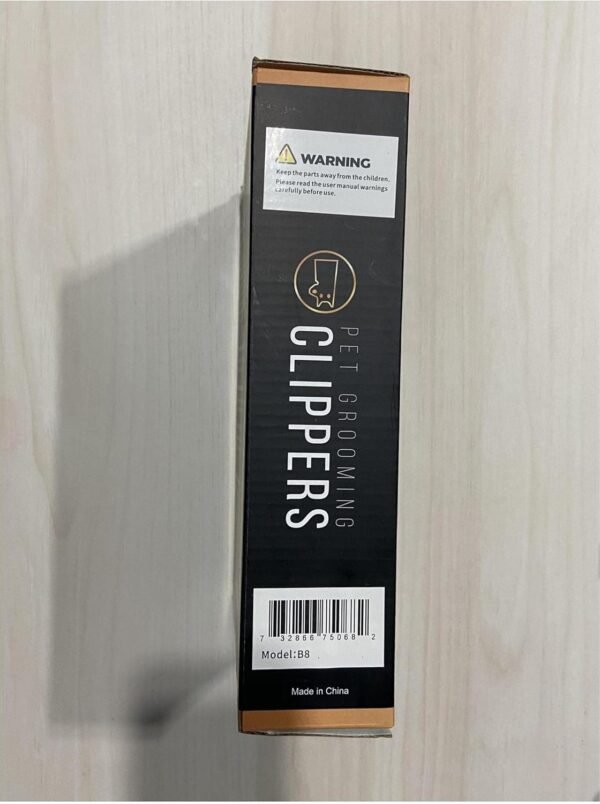 WARNING
Keep the parts away from the children.
Please read the user manual warnings
carefully before use.
PET GROOMING
CLIPPERS
7 32866 75068 2
Model:B8
Made in China